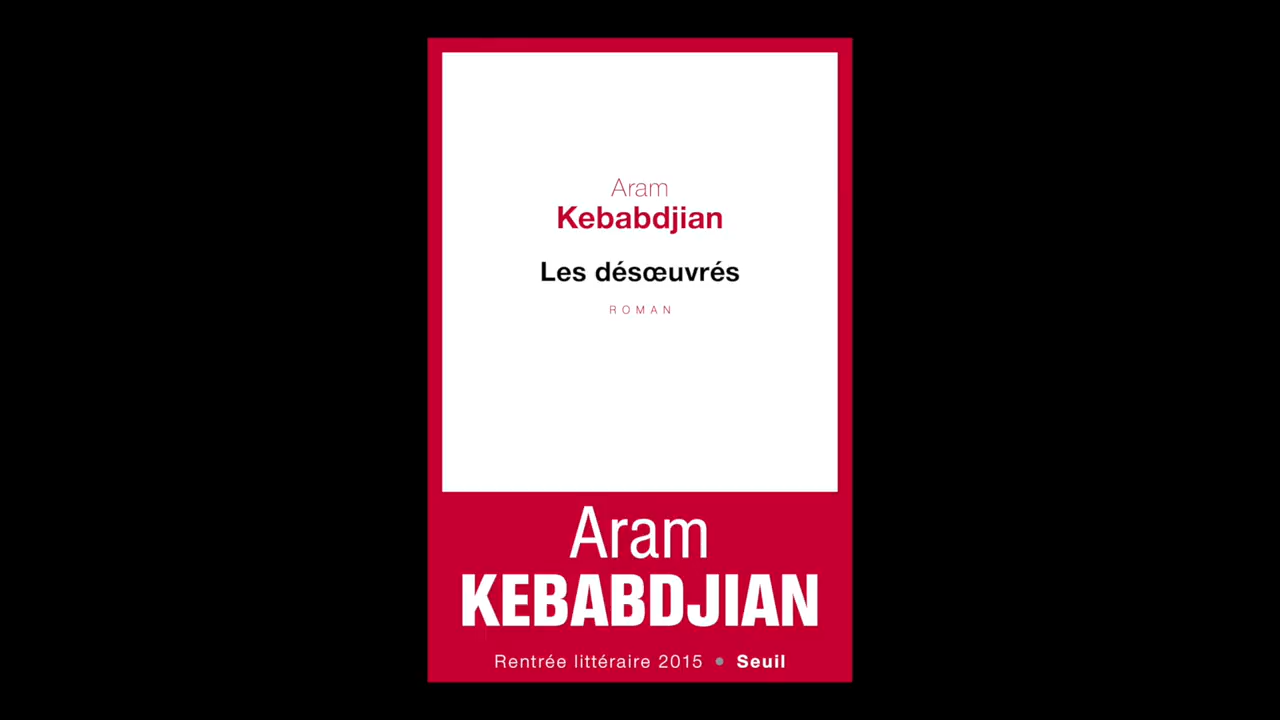 Aram
Kebabdjian
Les désœuvrés
ROMAN
Aram
KEBABDJIAN
Rentrée littéraire 2015 • Seuil